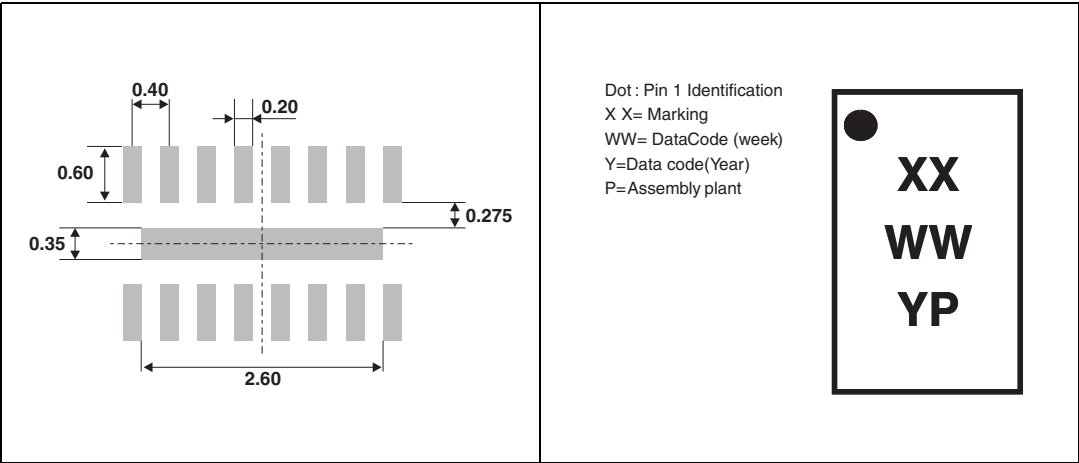 0.40
0.20
0.60
0.275
0.35
2.60
Dot : Pin 1 Identification
X X= Marking
WW= DataCode (week)
Y=Data code(Year)
P=Assembly plant
XX
WW
YP